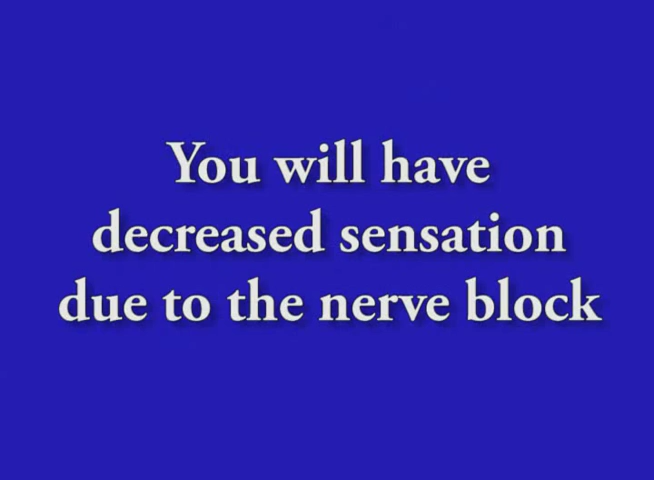 You will have
decreased sensation
due to the nerve block